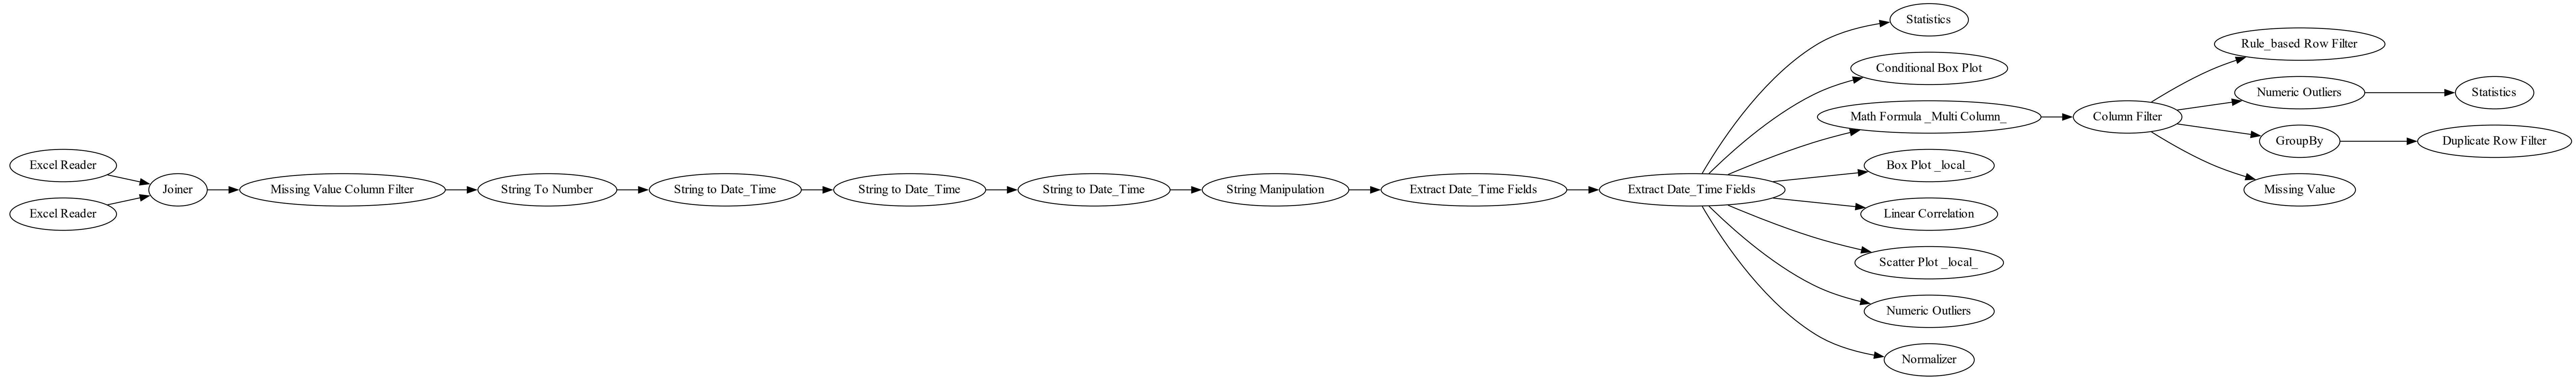 Excel Reader
Excel Reader
Joiner
Missing Value Column Filter
String To Number
String to Date_Time
String to Date_Time
String to Date_Time
String Manipulation
Extract Date_Time Fields
Extract Date_Time Fields
Statistics
Conditional Box Plot
Math Formula _Multi Column_
Box Plot _local_
Linear Correlation
Scatter Plot _local_
Numeric Outliers
Normalizer
Column Filter
Rule_based Row Filter
Numeric Outliers
GroupBy
Missing Value
Statistics
Duplicate Row Filter